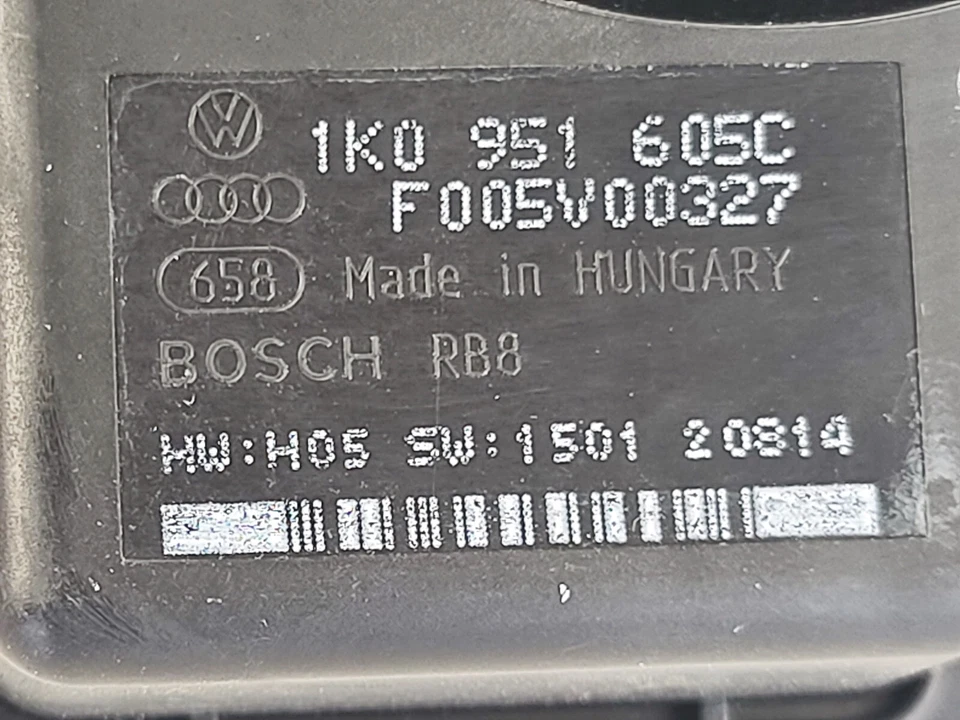 1K0 951 605C
F005V00327
658 Made in HUNGARY
BOSCH RB8
HW:H05 SW:1501 20814